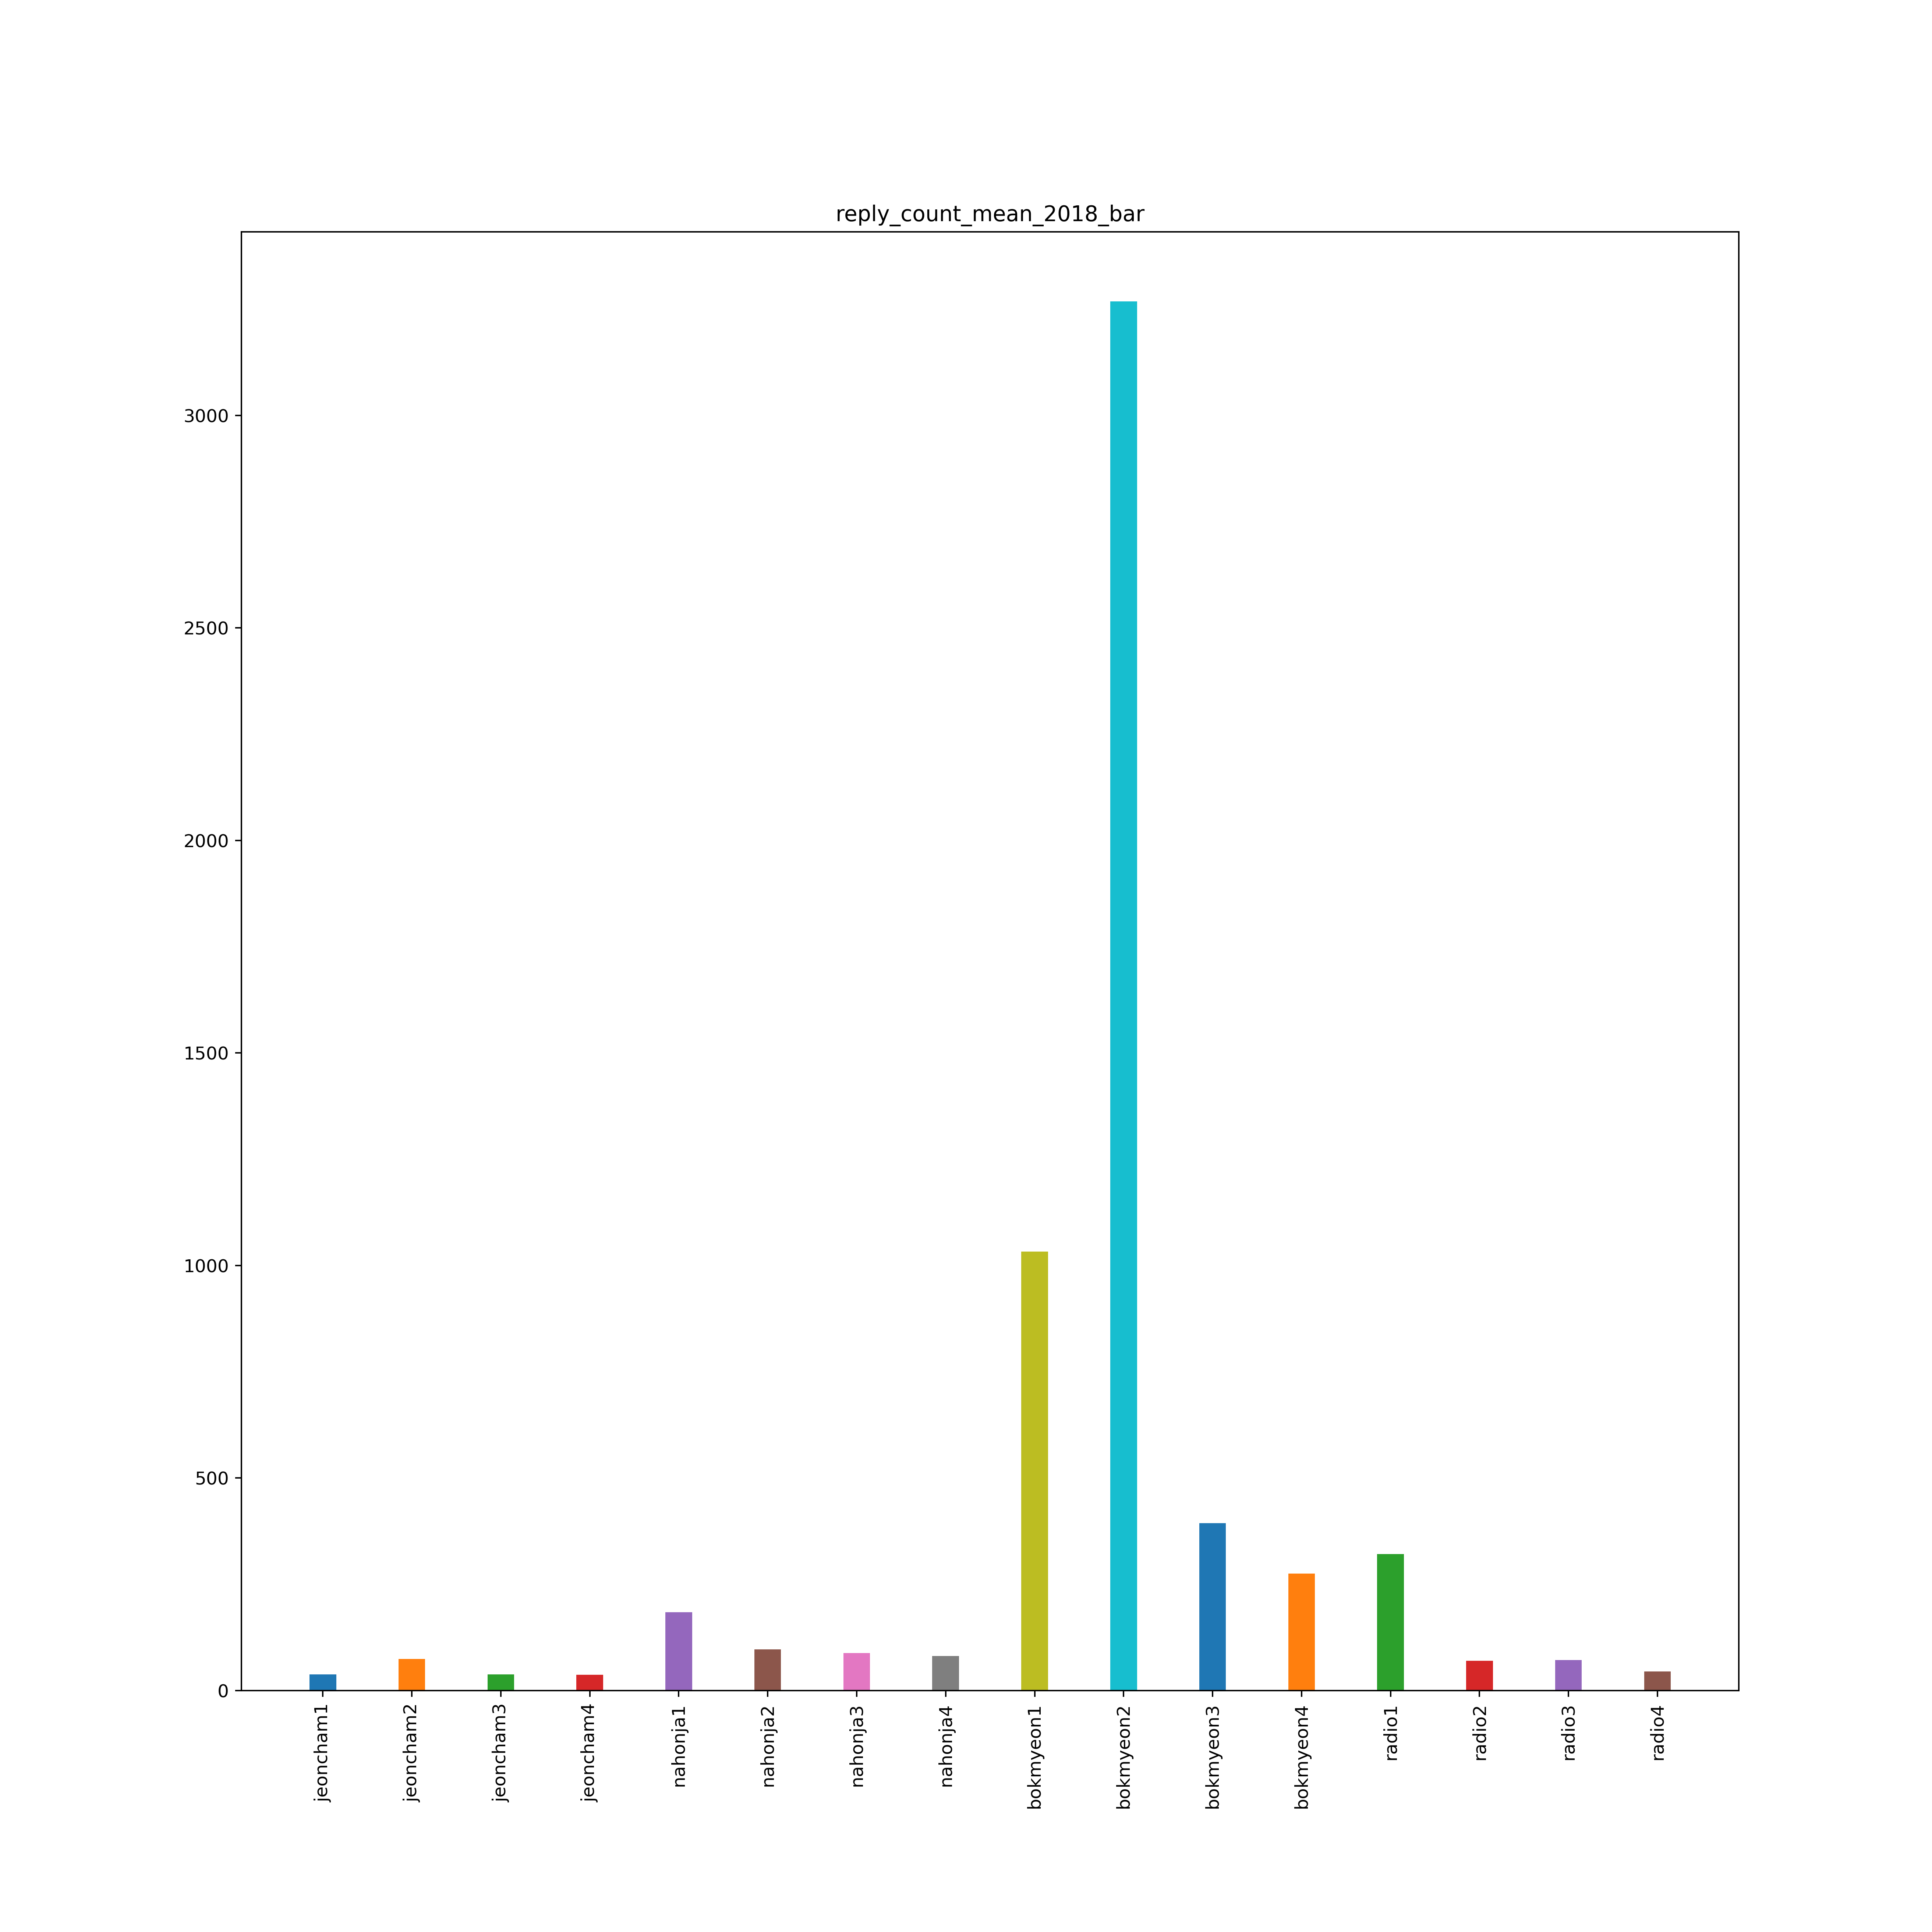 reply_count_mean_2018_bar
3000
2500
2000
1500
1000
500
0
jeoncham1
jeoncham2
jeoncham3
jeoncham4
nahonja1
nahonja2
nahonja3
nahonja4
bokmyeon1
bokmyeon2
bokmyeon3
bokmyeon4
radio1
radio2
radio3
radio4